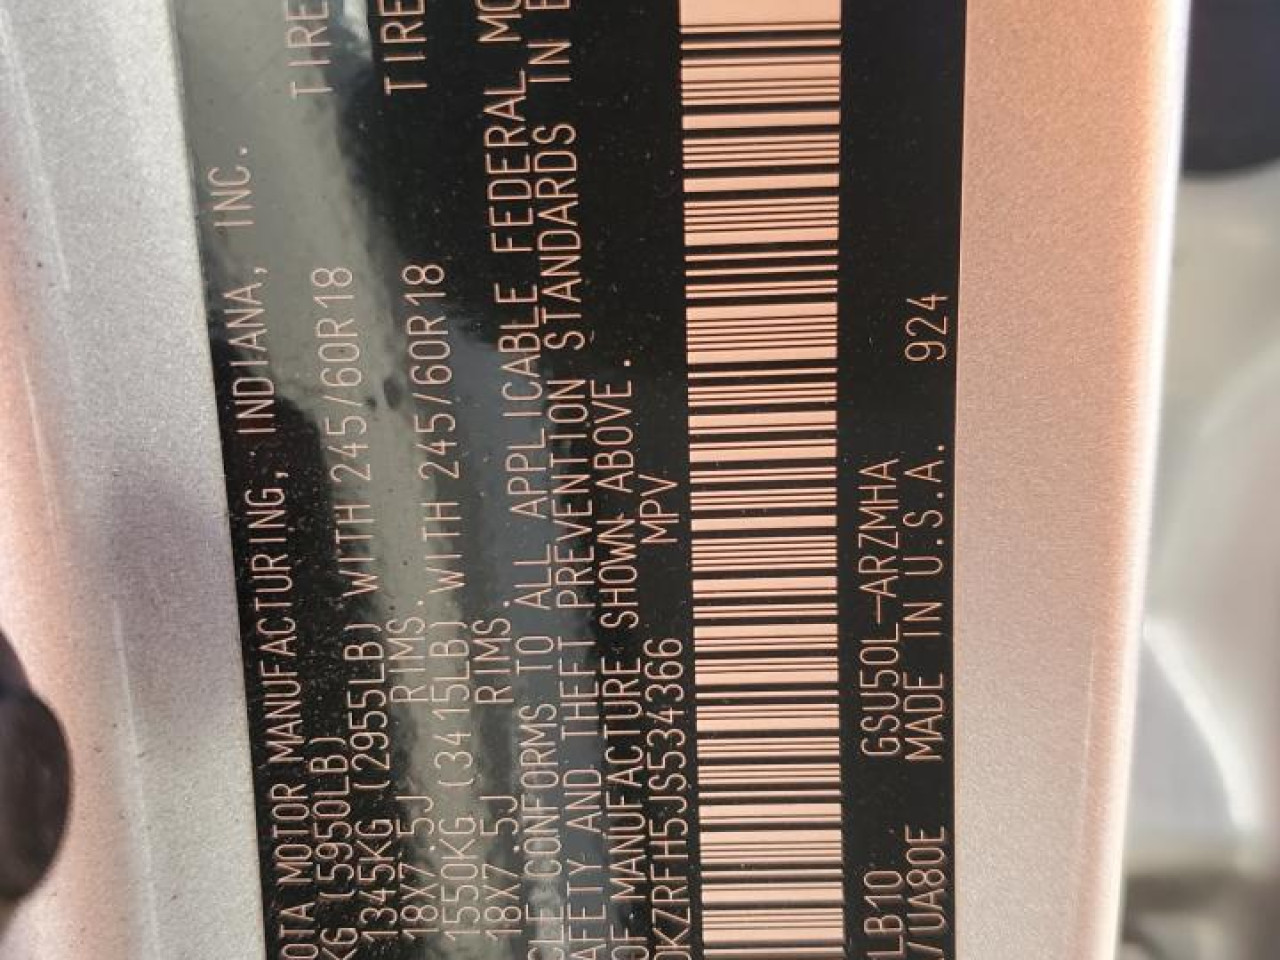 OTA MOTOR MANUFACTURING, INDIANA, INC.
KG (5950LB)
1345KG (2955LB) WITH 245/60R18 TIRE
18X7.5J RIMS.
1550KG (3415LB) WITH 245/60R18 TIRE
18X7.5J RIMS.
CLE CONFORMS TO ALL APPLICABLE FEDERAL MO
AFETY AND THEFT PREVENTION STANDARDS IN E
OF MANUFACTURE SHOWN ABOVE.
DKZRFH5JS534366 MPV
LB10 GSU50L-ARZMHA
/UA80E MADE IN U.S.A. 924